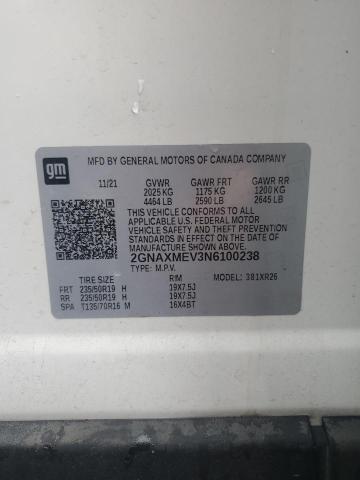 gm
MFD BY GENERAL MOTORS OF CANADA COMPANY
11/21 GVWR GAWR FRT GAWR RR
2025 KG 1175 KG 1200 KG
4464 LB 2590 LB 2645 LB
THIS VEHICLE CONFORMS TO ALL APPLICABLE
U.S. FEDERAL MOTOR
VEHICLE SAFETY,
BUMPER, AND THEFT
PREVENTION STANDARDS
IN EFFECT ON THE DATE
OF MANUFACTURE
SHOWN ABOVE.
2GNAXMEV3N6100238
TYPE: M.P.V. MODEL: 381XR26
TIRE SIZE RIM
FRT 235/50R19 H 19X7.5J
RR 235/50R19 H 19X7.5J
SPA T135/70R16 M 16X4BT